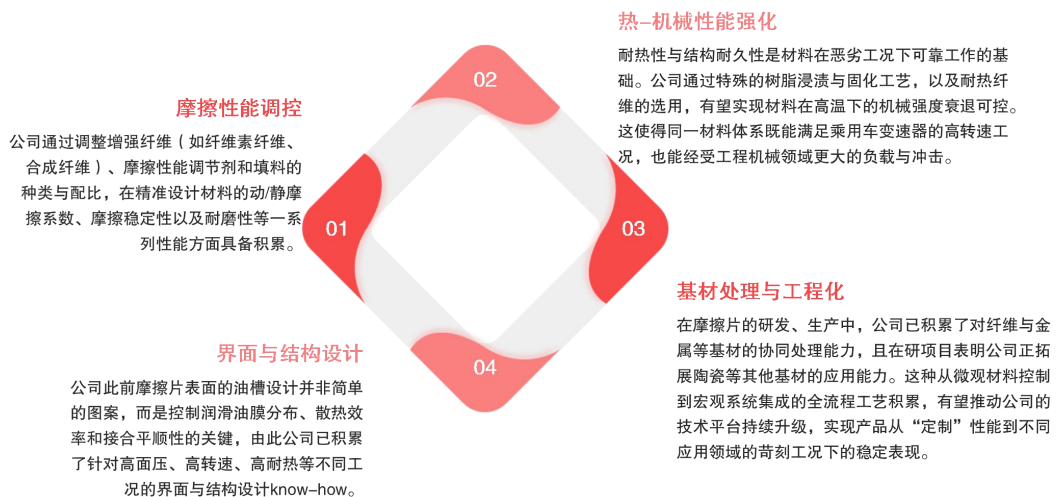 摩擦性能调控
公司通过调整增强纤维（如纤维素纤维、
合成纤维）、摩擦性能调节剂和填料的
种类与配比，在精准设计材料的动/静摩
擦系数、摩擦稳定性以及耐磨性等一系
列性能方面具备积累。
01
热–机械性能强化
耐热性与结构耐久性是材料在恶劣工况下可靠工作的基
础。公司通过特殊的树脂浸渍与固化工艺，以及耐热纤
维的选用，有望实现材料在高温下的机械强度衰退可控。
这使得同一材料体系既能满足乘用车变速器的高转速工
况，也能经受工程机械领域更大的负载与冲击。
02
基材处理与工程化
在摩擦片的研发、生产中，公司已积累了对纤维与金
属等基材的协同处理能力，且在研项目表明公司正拓
展陶瓷等其他基材的应用能力。这种从微观材料控制
到宏观系统集成的全流程工艺积累，有望推动公司的
技术平台持续升级，实现产品从“定制”性能到不同
应用领域的苛刻工况下的稳定表现。
03
界面与结构设计
公司此前摩擦片表面的油槽设计并非简单
的图案，而是控制润滑油膜分布、散热效
率和接合平顺性的关键，由此公司已积累
了针对高面压、高转速、高耐热等不同工
况的界面与结构设计know–how。
04